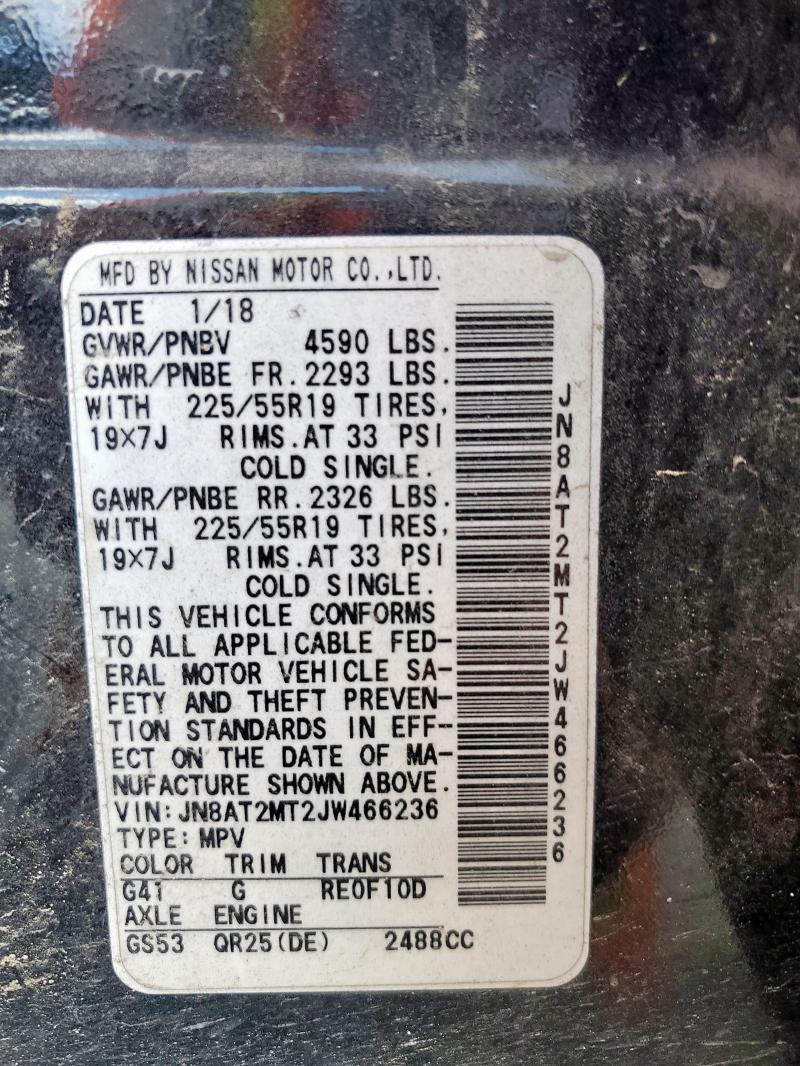 MFD BY NISSAN MOTOR CO.,LTD.
DATE 1/18
GVWR/PNBV 4590 LBS.
GAWR/PNBE FR.2293 LBS.
WITH 225/55R19 TIRES,
19×7J RIMS.AT 33 PSI
COLD SINGLE.
GAWR/PNBE RR.2326 LBS.
WITH 225/55R19 TIRES,
19×7J RIMS.AT 33 PSI
COLD SINGLE.
THIS VEHICLE CONFORMS
TO ALL APPLICABLE FED-
ERAL MOTOR VEHICLE SA-
FETY AND THEFT PREVEN-
TION STANDARDS IN EFF-
ECT ON THE DATE OF MA-
NUFACTURE SHOWN ABOVE.
VIN:JN8AT2MT2JW466236
TYPE:MPV
COLOR TRIM TRANS
G41 G RE0F10D
AXLE ENGINE
GS53 QR25(DE) 2488CC
JN8AT2MT2JW466236